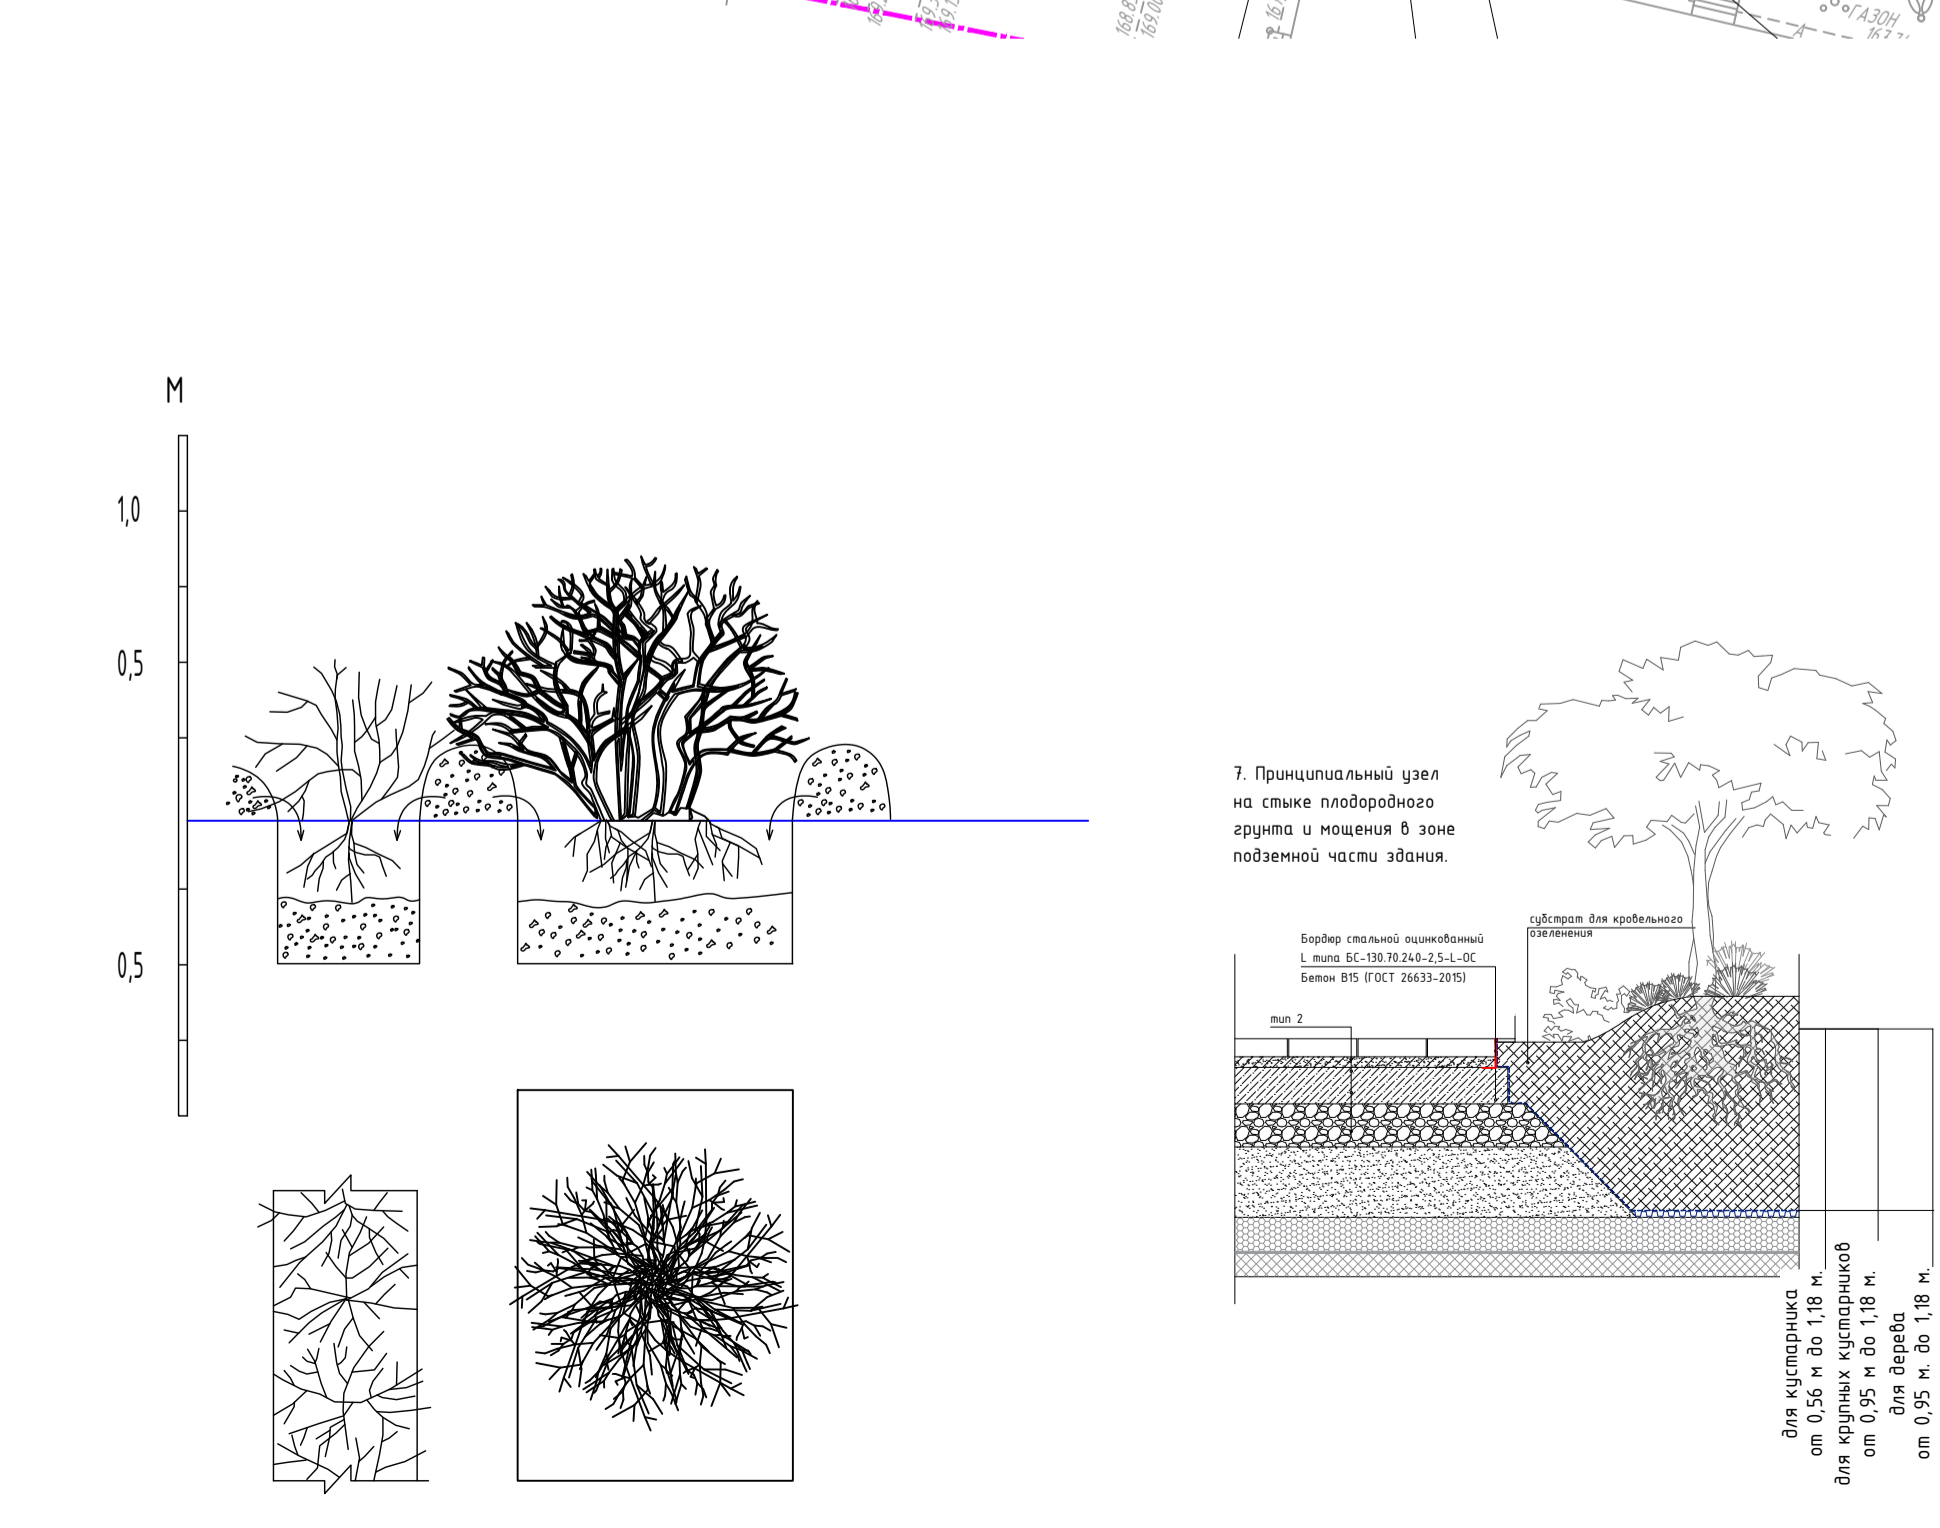 ГАЗОН
М
1,0
0,5
0,5
7. Принципиальный узел
на стыке плодородного
грунта и мощения в зоне
подземной части здания.
субстрат для кровельного
озеленения
Бордюр стальной оцинкованный
L типа БС-130.70.240-2,5-L-ОС
Бетон В15 (ГОСТ 26633-2015)
тип 2
для кустарника
от 0,56 м до 1,18 м.
для крупных кустарников
от 0,95 м до 1,18 м.
для дерева
от 0,95 м. до 1,18 м.